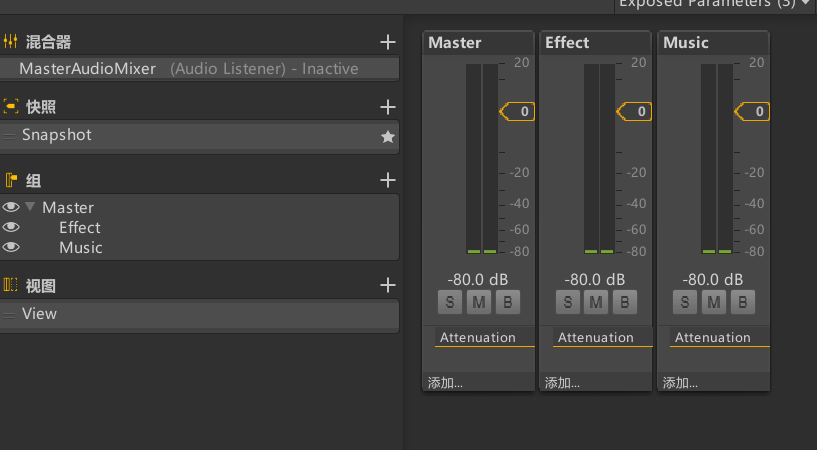 Exposed Parameters (3)
混合器
MasterAudioMixer (Audio Listener) - Inactive
快照
Snapshot
组
Master
Effect
Music
视图
View
Master
20
0
-20
-40
-60
-80
-80.0 dB
S M B
Attenuation
添加...
Effect
20
0
-20
-40
-60
-80
-80.0 dB
S M B
Attenuation
添加...
Music
20
0
-20
-40
-60
-80
-80.0 dB
S M B
Attenuation
添加...